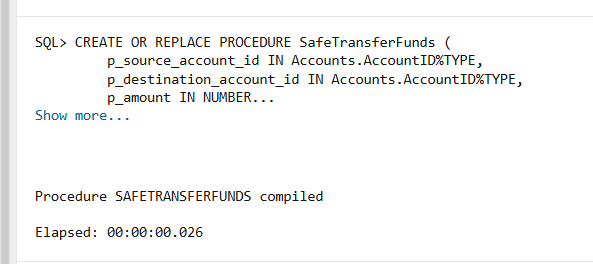 SQL> CREATE OR REPLACE PROCEDURE SafeTransferFunds (
p_source_account_id IN Accounts.AccountID%TYPE,
p_destination_account_id IN Accounts.AccountID%TYPE,
p_amount IN NUMBER...
Show more...
Procedure SAFETRANSFERFUNDS compiled
Elapsed: 00:00:00.026